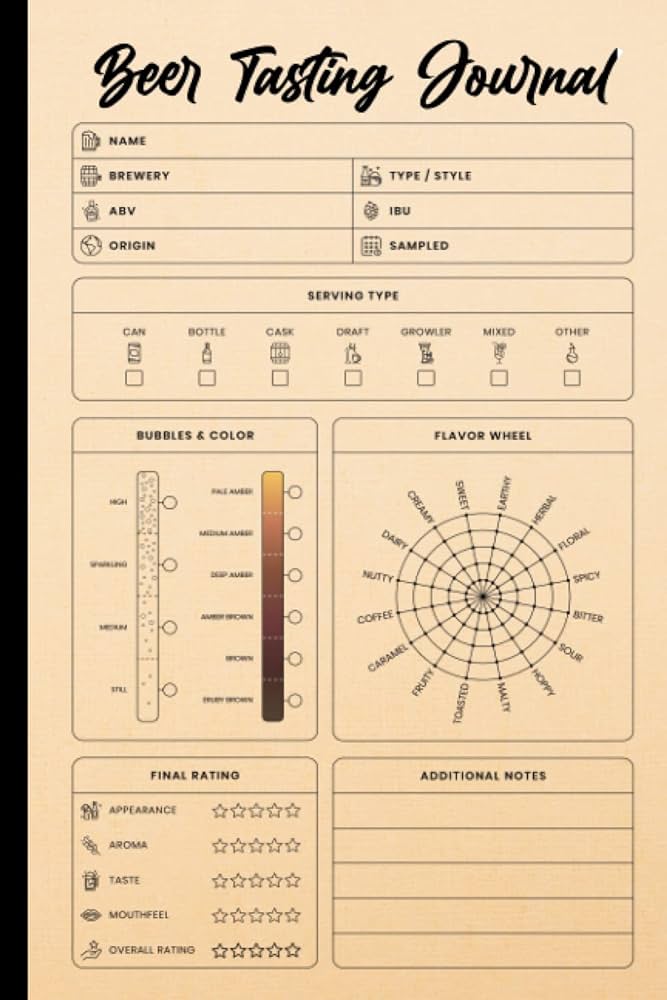 Beer Tasting Journal
NAME
BREWERY
TYPE / STYLE
ABV
IBU
ORIGIN
SAMPLED
SERVING TYPE
CAN BOTTLE CASK DRAFT GROWLER MIXED OTHER
BUBBLES & COLOR
HIGH
SPARKLING
MEDIUM
STILL
PALE AMBER
MEDIUM AMBER
DEEP AMBER
AMBER BROWN
BROWN
BROWN
FLAVOR WHEEL
SWEET
EARTHY
HERBAL
FLORAL
SPICY
BITTER
SOUR
HOPPY
MALTY
TOASTED
FRUITY
CARAMEL
COFFEE
NUTTY
DAIRY
CREAMY
FINAL RATING
APPEARANCE
AROMA
TASTE
MOUTHFEEL
OVERALL RATING
ADDITIONAL NOTES